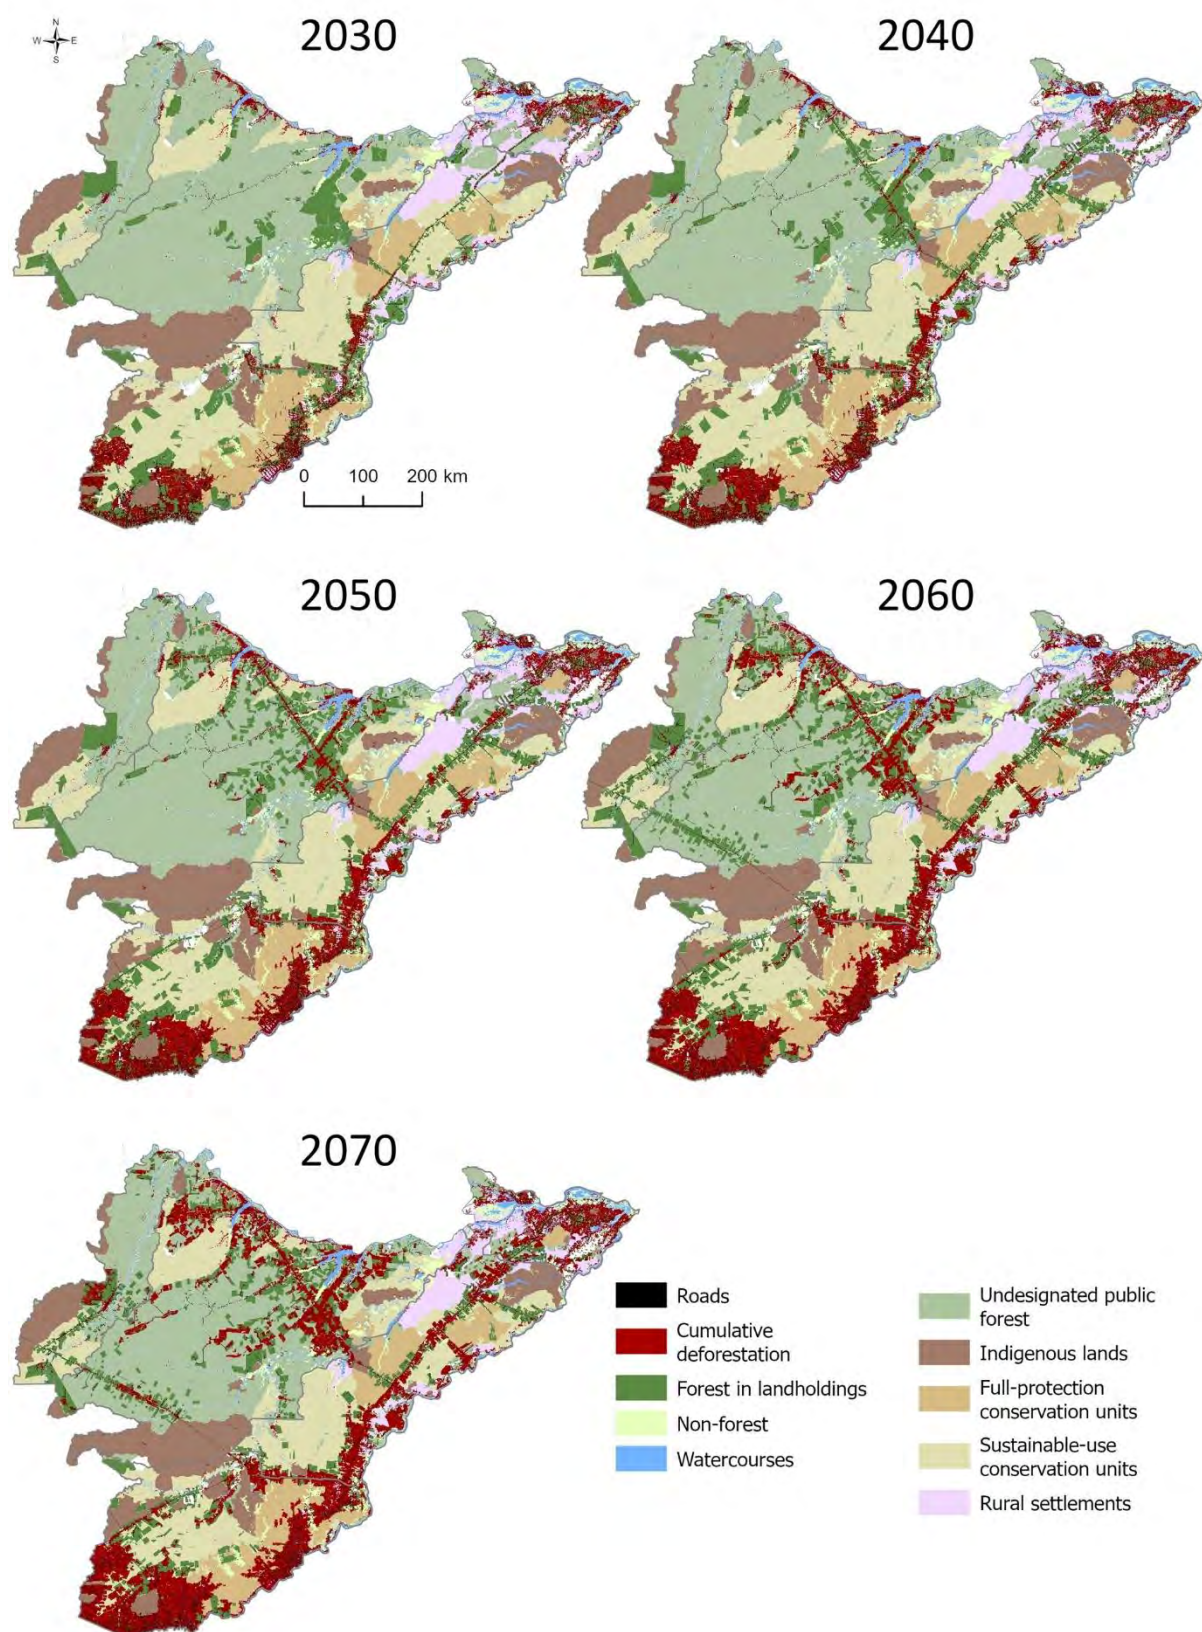 N
W E
S
2030
2040
0 100 200 km
2050
2060
2070
Roads
Cumulative
deforestation
Forest in landholdings
Non-forest
Watercourses
Undesignated public
forest
Indigenous lands
Full-protection
conservation units
Sustainable-use
conservation units
Rural settlements